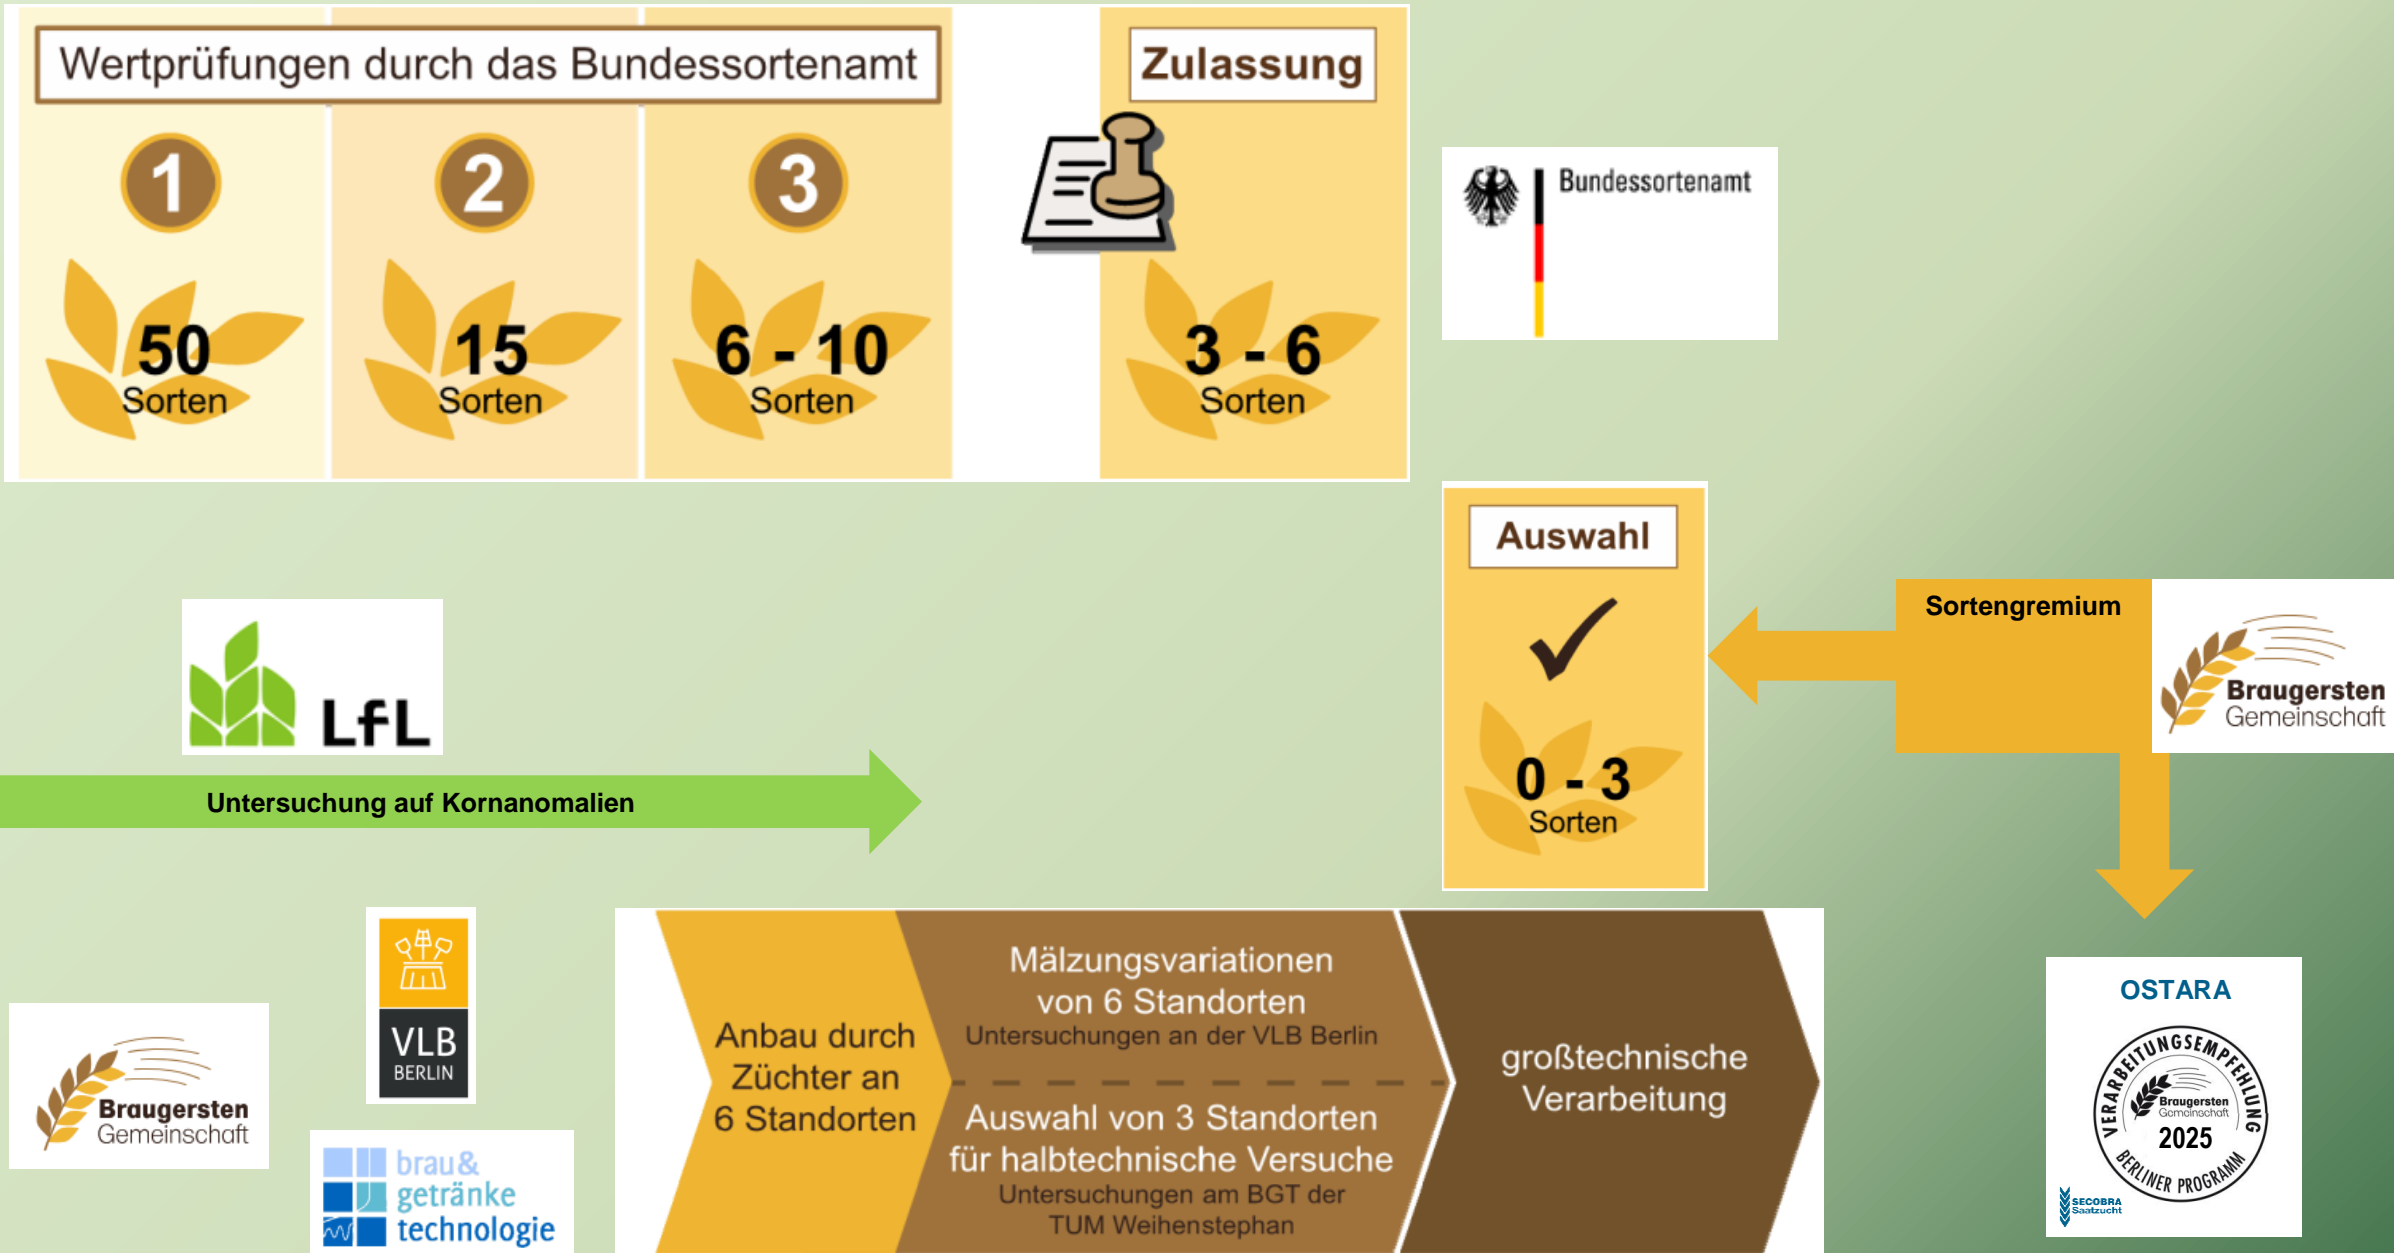 Wertprüfungen durch das Bundessortenamt
Zulassung
1
2
3
50
Sorten
15
Sorten
6 - 10
Sorten
3 - 6
Sorten
Bundessortenamt
Auswahl
0 - 3
Sorten
Sortengremium
Braugersten
Gemeinschaft
LfL
Untersuchung auf Kornanomalien
Braugersten
Gemeinschaft
VLB
BERLIN
brau&
getränke
technologie
Anbau durch
Züchter an
6 Standorten
Mälzungsvariationen
von 6 Standorten
Untersuchungen an der VLB Berlin
Auswahl von 3 Standorten
für halbtechnische Versuche
Untersuchungen am BGT der
TUM Weihenstephan
großtechnische
Verarbeitung
OSTARA
VERARBEITUNGSEMPFEHLUNG
Braugersten
Gemeinschaft
2025
BERLINER PROGRAMM
SECOBRA
Saatzucht